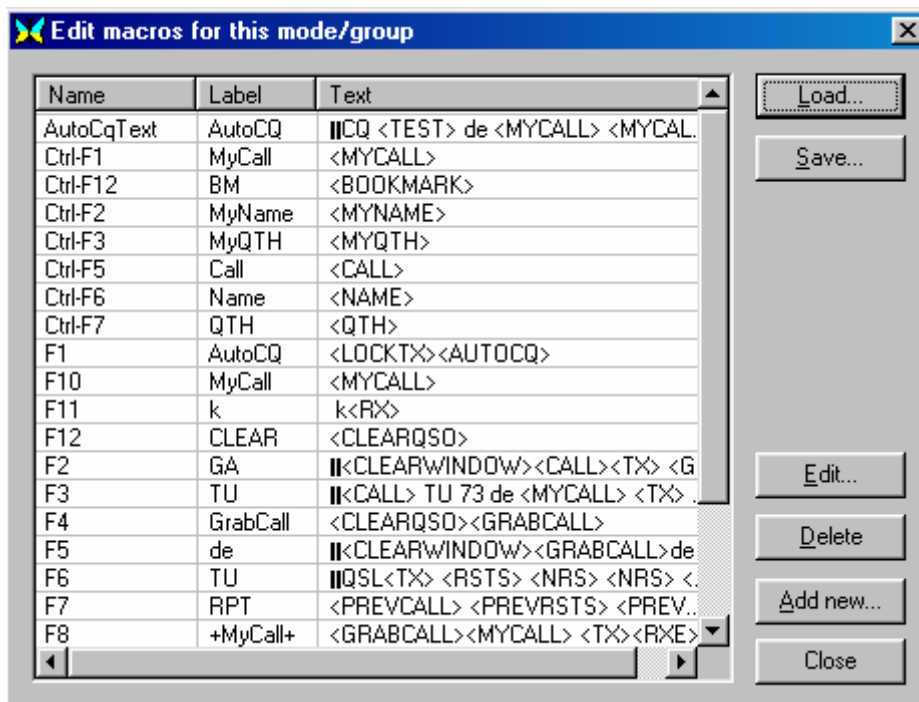 Edit macros for this mode/group
Name Label Text
AutoCqText AutoCQ ||CQ <TEST> de <MYCALL> <MYCAL..
Ctrl-F1 MyCall <MYCALL>
Ctrl-F12 BM <BOOKMARK>
Ctrl-F2 MyName <MYNAME>
Ctrl-F3 MyQTH <MYQTH>
Ctrl-F5 Call <CALL>
Ctrl-F6 Name <NAME>
Ctrl-F7 QTH <QTH>
F1 AutoCQ <LOCKTX><AUTOCQ>
F10 MyCall <MYCALL>
F11 k k<RX>
F12 CLEAR <CLEARQSO>
F2 GA ||<CLEARWINDOW><CALL><TX> <G
F3 TU ||<CALL> TU 73 de <MYCALL> <TX> .
F4 GrabCall <CLEARQSO><GRABCALL>
F5 de ||<CLEARWINDOW><GRABCALL>de
F6 TU ||QSL<TX> <RSTS> <NRS> <NRS> <.
F7 RPT <PREVCALL> <PREVRSTS> <PREV..
F8 +MyCall+ <GRABCALL><MYCALL> <TX><RXE>
Load...
Save...
Edit...
Delete
Add new...
Close